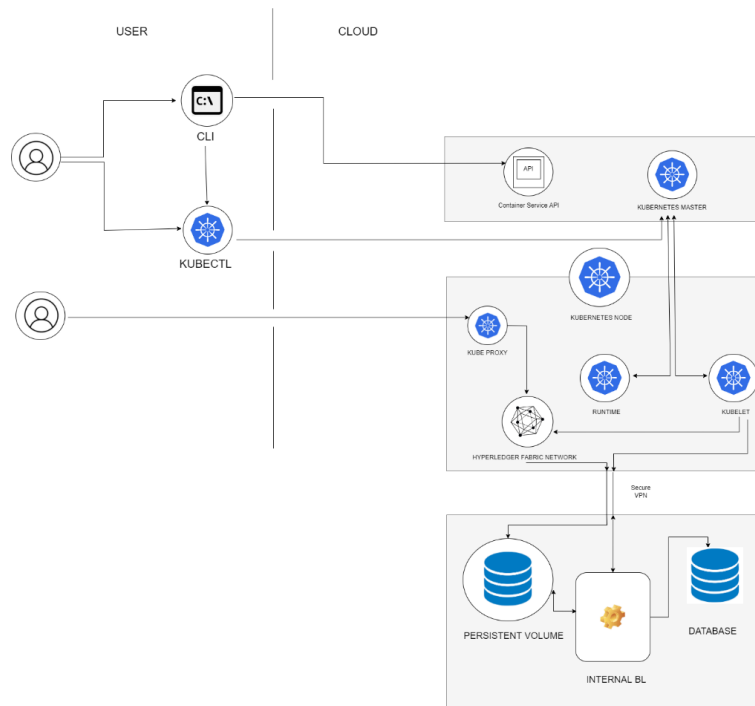 USER
CLOUD
C:\
CLI
API
Container Service API
KUBERNETES MASTER
KUBECTL
KUBERNETES NODE
KUBE PROXY
RUNTIME
KUBELET
HYPERLEDGER FABRIC NETWORK
Secure
VPN
PERSISTENT VOLUME
DATABASE
INTERNAL BL